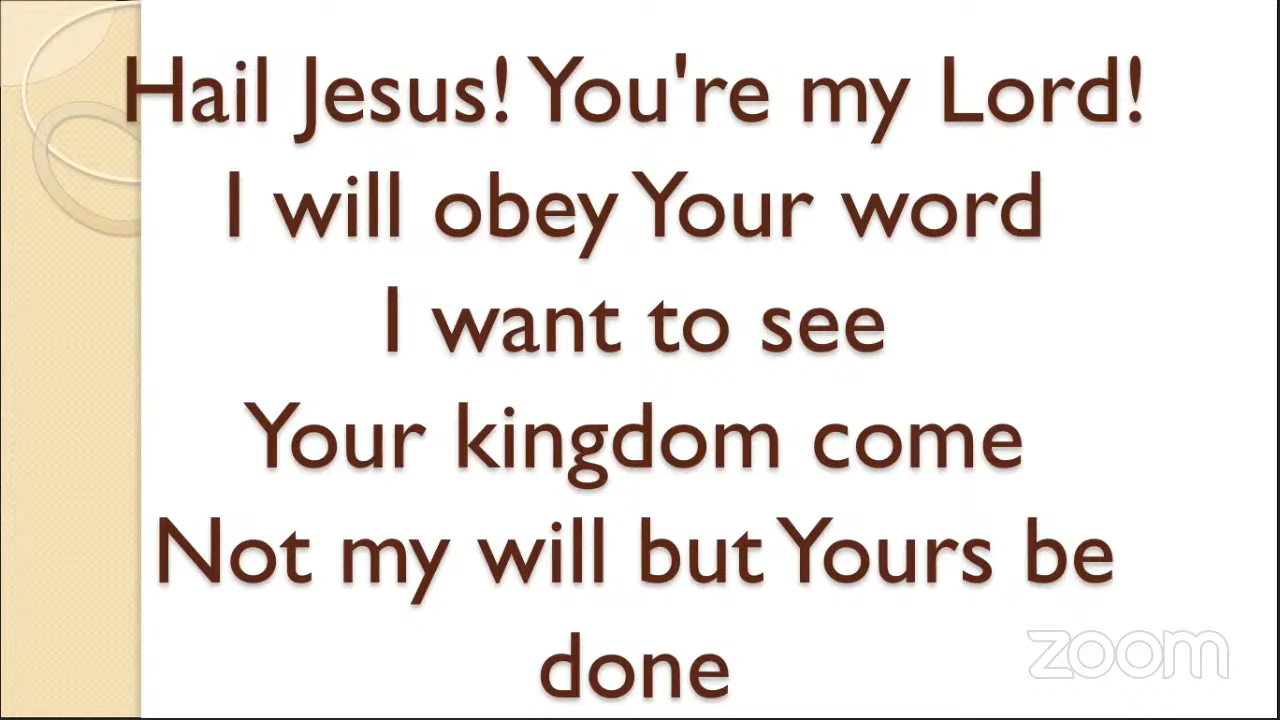 Hail Jesus! You're my Lord!
I will obey Your word
I want to see
Your kingdom come
Not my will but Yours be
done
zoom